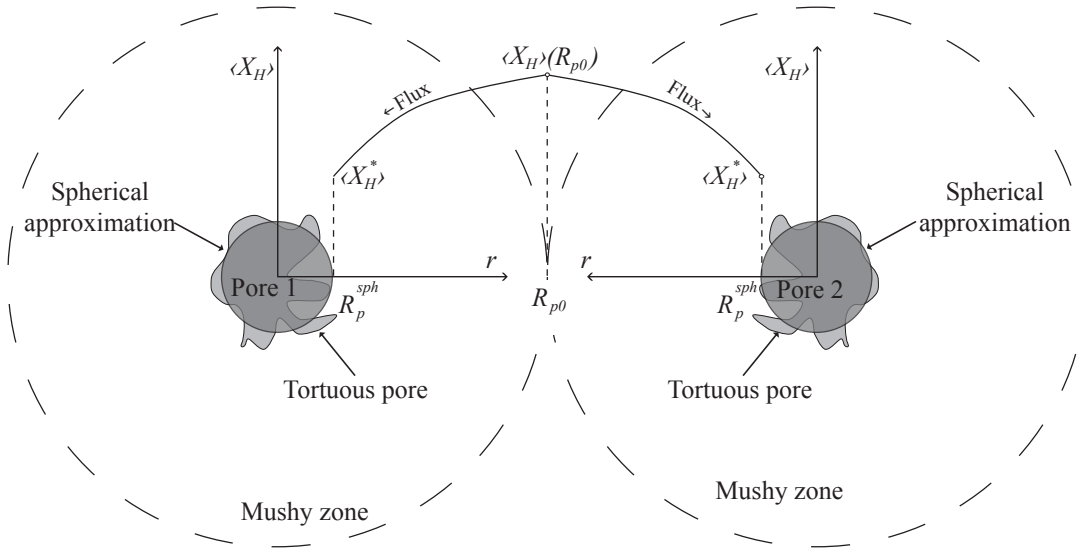 ‹X_H›
‹X_H›(R_p0)
‹X_H›
←Flux
Flux→
‹X_H^*›
‹X_H^*›
Spherical
approximation
Spherical
approximation
r
r
Pore 1
R_p^sph
R_p0
R_p^sph
Pore 2
Tortuous pore
Tortuous pore
Mushy zone
Mushy zone